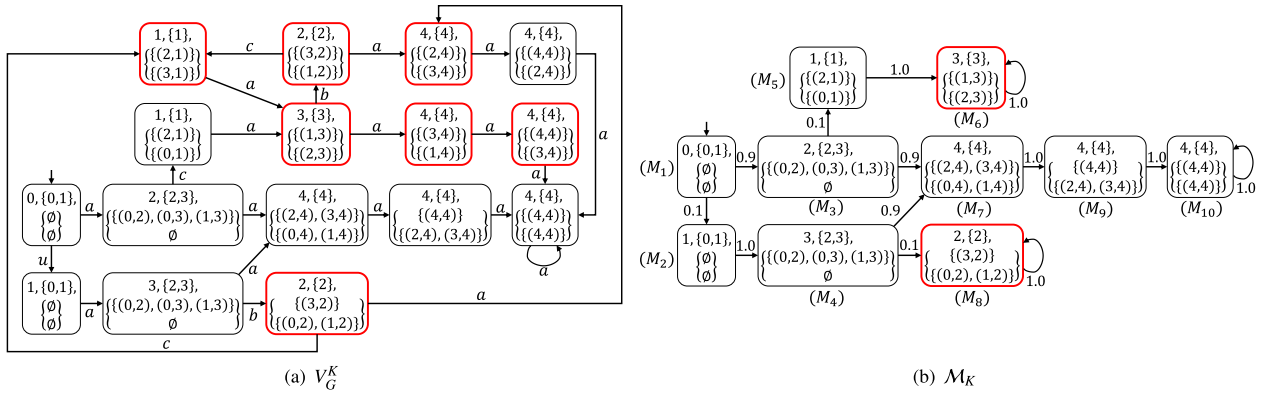 1, {1},
{{(2,1)}}
{{(3,1)}}
c
2, {2},
{{(3,2)}}
{{(1,2)}}
a
4, {4},
{{(2,4)}}
{{(3,4)}}
a
4, {4},
{{(4,4)}}
{{(2,4)}}
a
b
a
1, {1},
{{(2,1)}}
{{(0,1)}}
a
3, {3},
{{(1,3)}}
{{(2,3)}}
a
4, {4},
{{(3,4)}}
{{(1,4)}}
a
4, {4},
{{(4,4)}}
{{(3,4)}}
c
a
0, {0,1},
{∅}
{∅}
a
2, {2,3},
{{(0,2), (0,3), (1,3)}}
∅
a
4, {4},
{{(2,4), (3,4)}}
{{(0,4), (1,4)}}
a
4, {4},
{{(4,4)}
{{(2,4), (3,4)}}
a
4, {4},
{{(4,4)}}
{{(4,4)}}
a
u
a
1, {0,1},
{∅}
{∅}
a
3, {2,3},
{{(0,2), (0,3), (1,3)}}
∅
b
2, {2},
{{(3,2)}
{{(0,2), (1,2)}}
a
c
(a) V_G^K
(M₅)
1, {1},
{{(2,1)}}
{{(0,1)}}
1.0
3, {3},
{{(1,3)}}
{{(2,3)}}
1.0
(M₆)
0.1
(M₁)
0, {0,1},
{∅}
{∅}
0.9
2, {2,3},
{{(0,2), (0,3), (1,3)}}
∅
(M₃)
0.9
4, {4},
{{(2,4), (3,4)}}
{{(0,4), (1,4)}}
(M₇)
1.0
4, {4},
{{(4,4)}
{{(2,4), (3,4)}}
(M₉)
1.0
4, {4},
{{(4,4)}}
{{(4,4)}}
(M₁₀)
1.0
0.1
0.9
(M₂)
1, {0,1},
{∅}
{∅}
1.0
3, {2,3},
{{(0,2), (0,3), (1,3)}}
∅
(M₄)
0.1
2, {2},
{{(3,2)}
{{(0,2), (1,2)}}
(M₈)
1.0
(b) ℳ_K